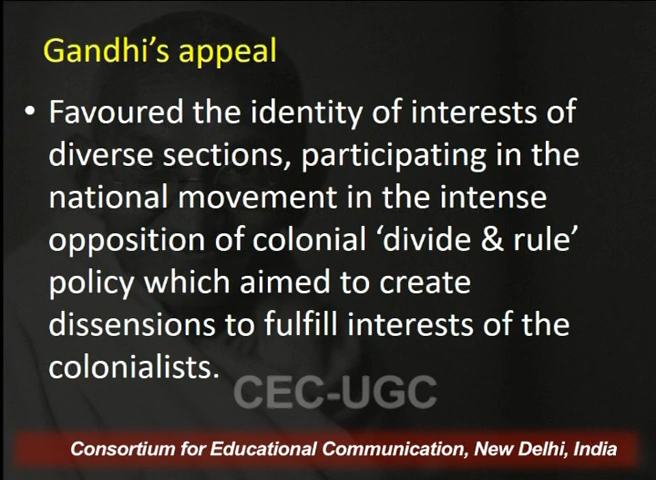 Gandhi's appeal
• Favoured the identity of interests of
diverse sections, participating in the
national movement in the intense
opposition of colonial ‘divide & rule’
policy which aimed to create
dissensions to fulfill interests of the
colonialists.
CEC-UGC
Consortium for Educational Communication, New Delhi, India